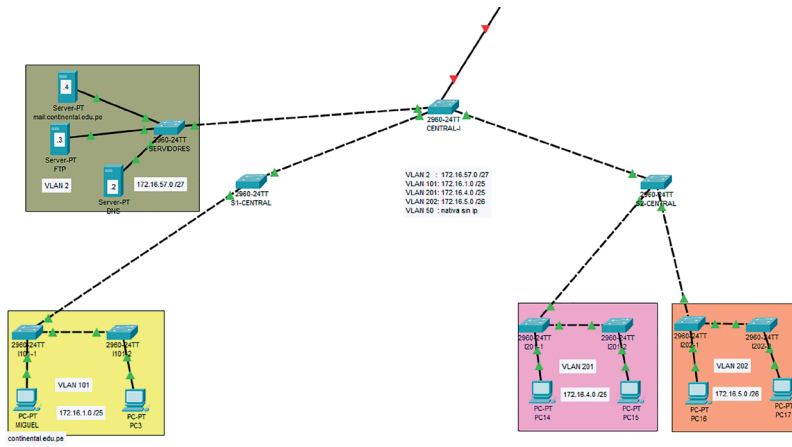 .4
Server-PT
mail.continental.edu.pe
.3
Server-PT
FTP
2960-24TT
SERVIDORES
VLAN 2
.2
172.16.57.0 /27
Server-PT
DNS
2960-24TT
CENTRAL-I
2960-24TT
S1-CENTRAL
VLAN 2 : 172.16.57.0 /27
VLAN 101: 172.16.1.0 /25
VLAN 201: 172.16.4.0 /25
VLAN 202: 172.16.5.0 /26
VLAN 50 : nativa sin ip
2960-24TT
S2-CENTRAL
2960-24TT
I101-1
2960-24TT
I101-2
VLAN 101
172.16.1.0 /25
PC-PT
MIGUEL
PC-PT
PC3
continental.edu.pe
2960-24TT
I201-1
2960-24TT
I201-2
VLAN 201
172.16.4.0 /25
PC-PT
PC14
PC-PT
PC15
2960-24TT
I202-1
2960-24TT
I202-2
VLAN 202
172.16.5.0 /26
PC-PT
PC16
PC-PT
PC17